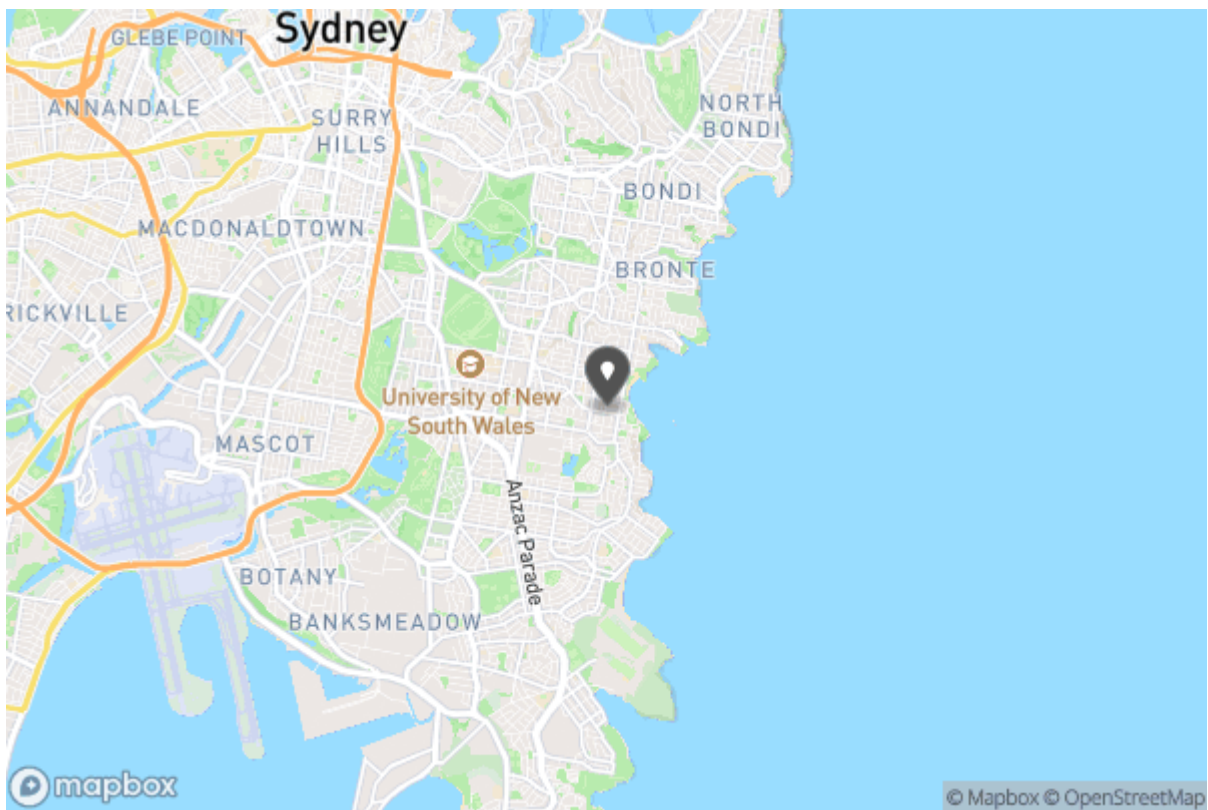 Sydney
GLEBE POINT
ANNANDALE
SURRY
HILLS
NORTH
BONDI
BONDI
MACDONALDTOWN
BRONTE
RICKVILLE
University of New
South Wales
MASCOT
Anzac Parade
BOTANY
BANKSMEADOW
mapbox
© Mapbox © OpenStreetMap